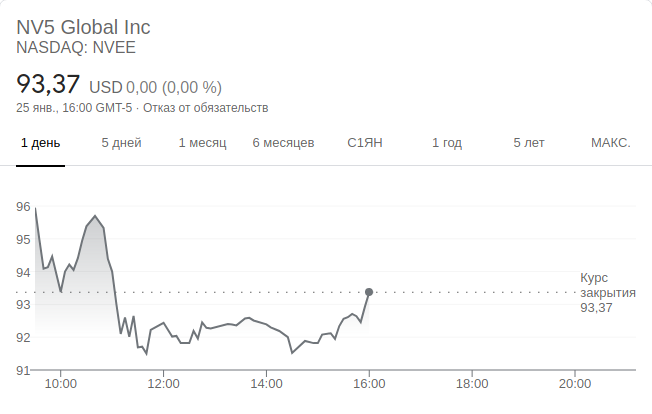 NV5 Global Inc
NASDAQ: NVEE
93,37 USD 0,00 (0,00 %)
25 янв., 16:00 GMT-5 · Отказ от обязательств
1 день 5 дней 1 месяц 6 месяцев С1ЯН 1 год 5 лет МАКС.
96
95
94
93
92
91
Курс
закрытия
93,37
10:00 12:00 14:00 16:00 18:00 20:00